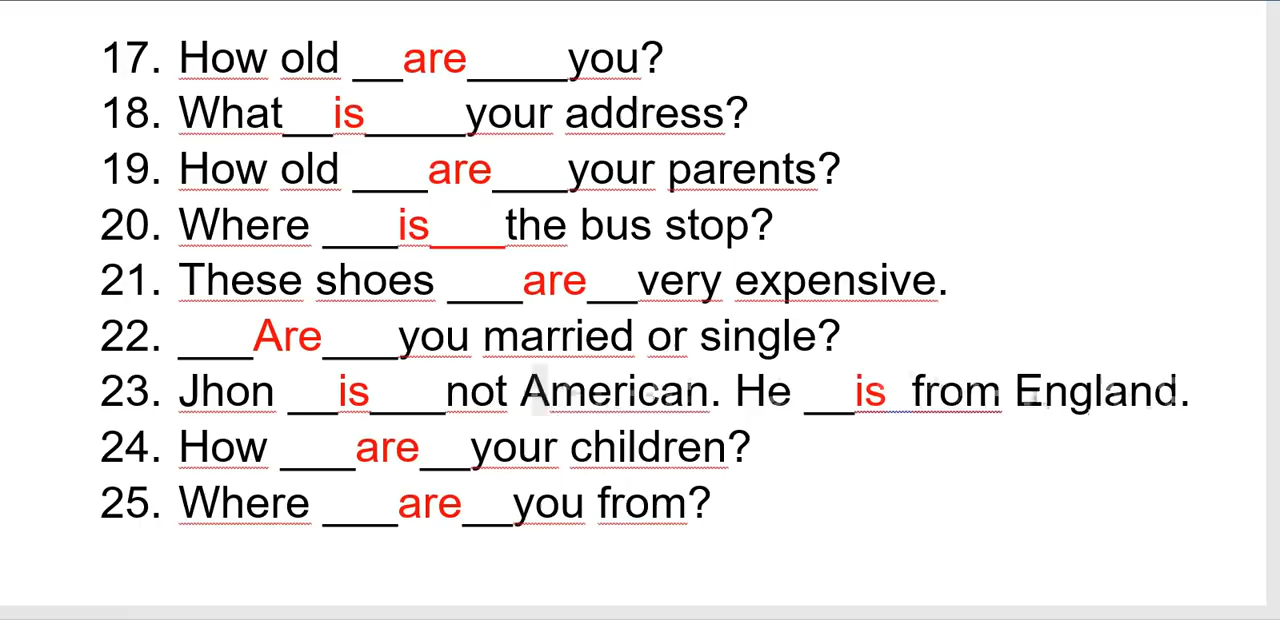 17. How old __are____you?
18. What__is____your address?
19. How old ___are___your parents?
20. Where ___is___the bus stop?
21. These shoes ___are__very expensive.
22. ___Are___you married or single?
23. Jhon __is___not American. He __is from England.
24. How ___are__your children?
25. Where ___are__you from?